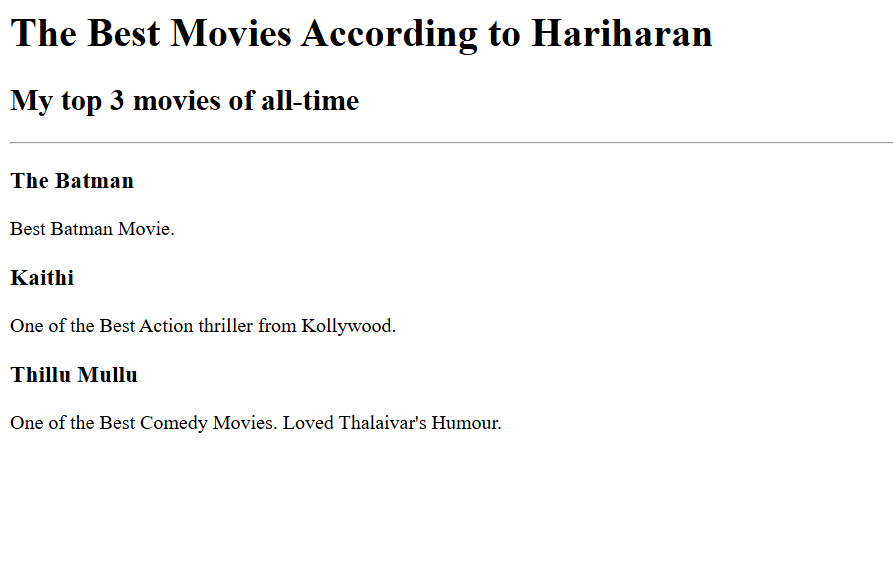 The Best Movies According to Hariharan
My top 3 movies of all-time
The Batman
Best Batman Movie.
Kaithi
One of the Best Action thriller from Kollywood.
Thillu Mullu
One of the Best Comedy Movies. Loved Thalaivar's Humour.